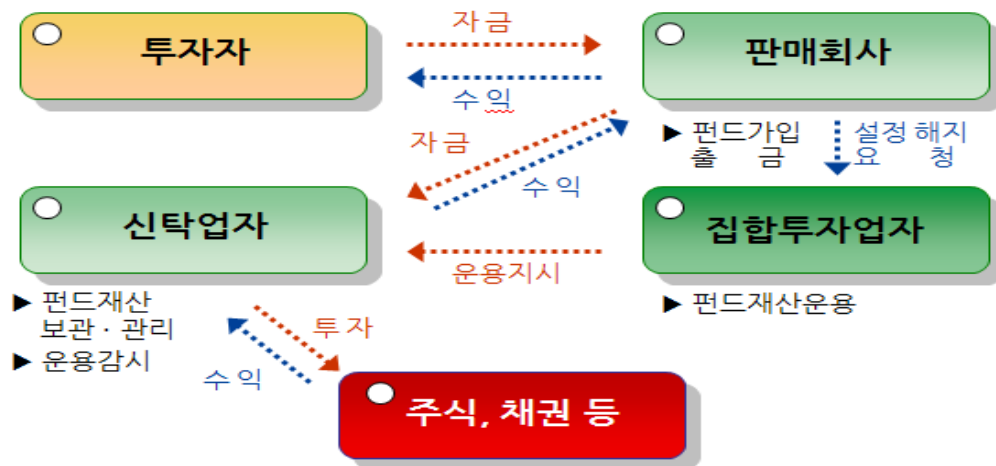 투자자
자 금
판매회사
수 익
자 금
▶ 펀드가입
출 금
설정 해지
요 청
수 익
신탁업자
집합투자업자
운용지시
▶ 펀드재산
보관 · 관리
▶ 운용감시
▶ 펀드재산운용
투 자
수 익
주식, 채권 등